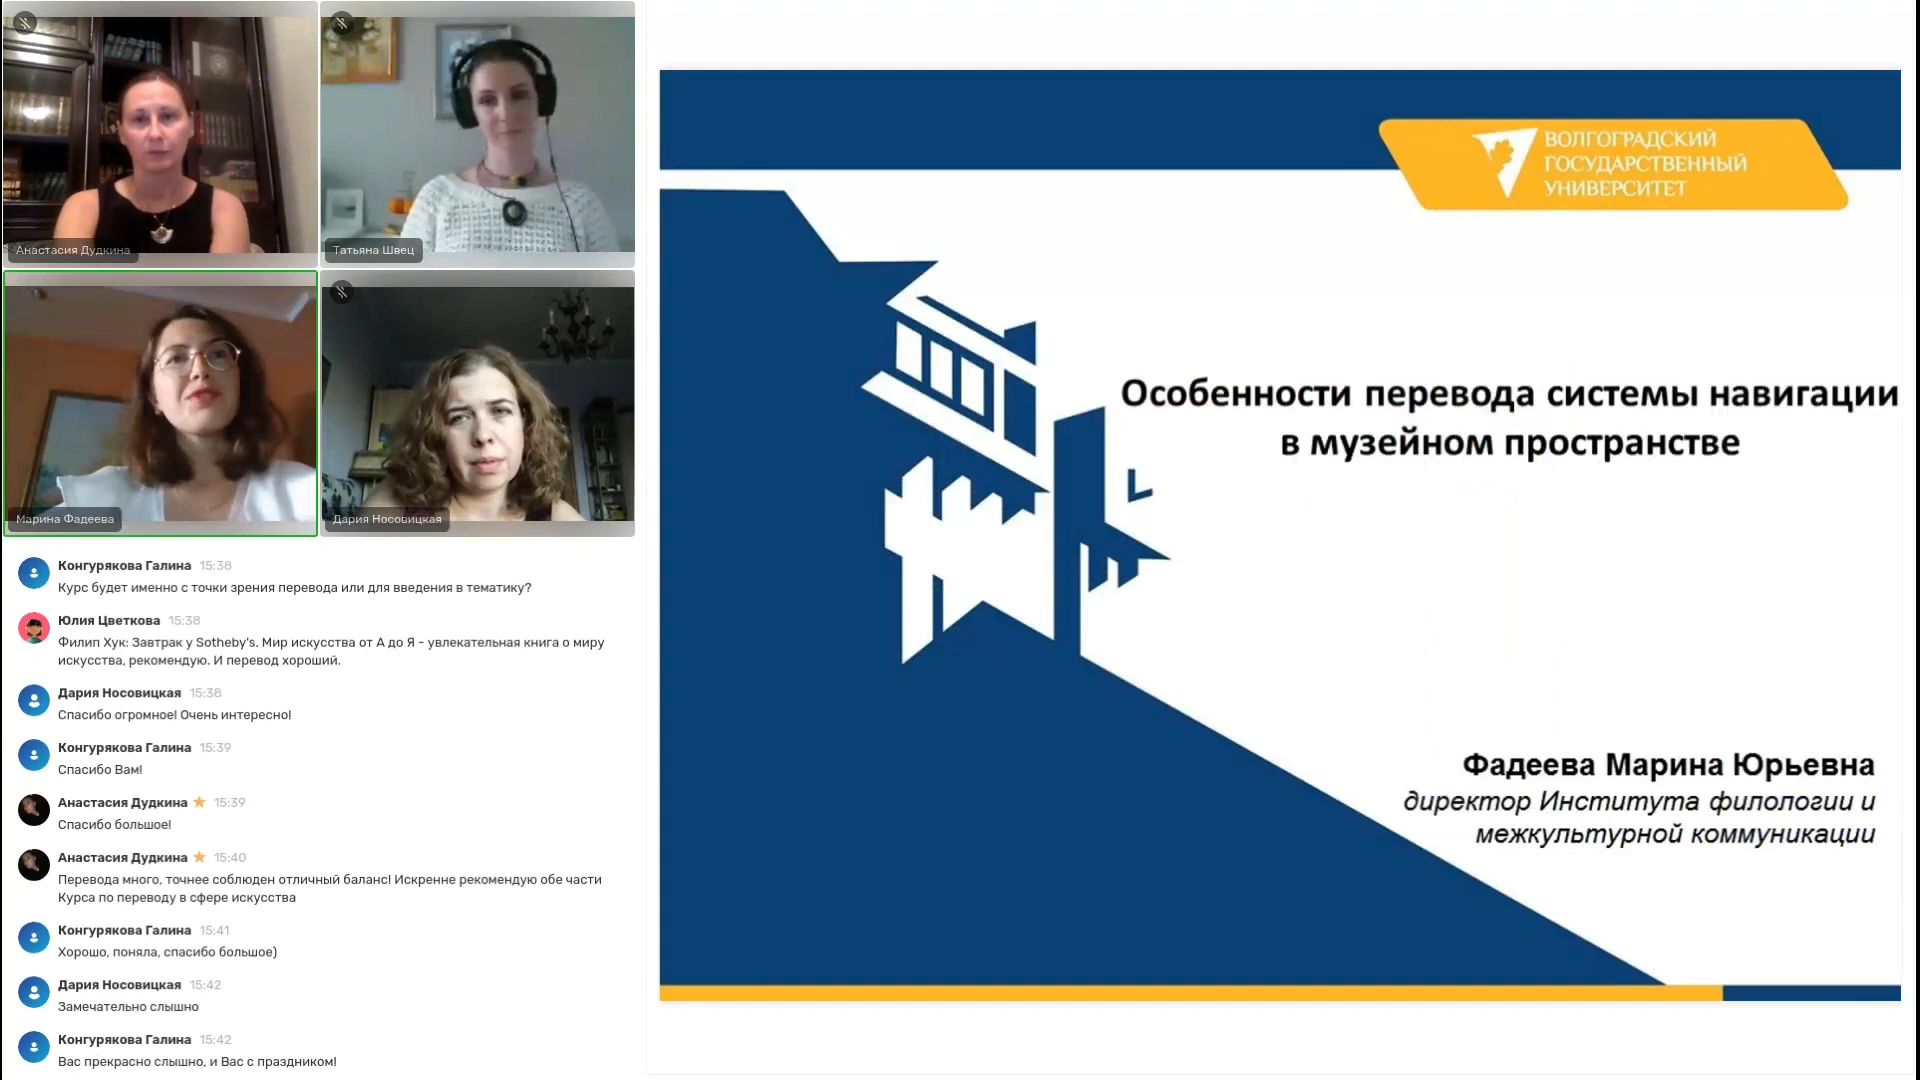 Анастасия Дудкина
Татьяна Швец
Марина Фадеева
Дария Носовицкая
Конгурякова Галина 15:38
Курс будет именно с точки зрения перевода или для введения в тематику?
Юлия Цветкова 15:38
Филип Хук: Завтрак у Sotheby's. Мир искусства от А до Я - увлекательная книга о миру
искусства, рекомендую. И перевод хороший.
Дария Носовицкая 15:38
Спасибо огромное! Очень интересно!
Конгурякова Галина 15:39
Спасибо Вам!
Анастасия Дудкина 15:39
Спасибо большое!
Анастасия Дудкина 15:40
Перевода много, точнее соблюден отличный баланс! Искренне рекомендую обе части
Курса по переводу в сфере искусства
Конгурякова Галина 15:41
Хорошо, поняла, спасибо большое)
Дария Носовицкая 15:42
Замечательно слышно
Конгурякова Галина 15:42
Вас прекрасно слышно, и Вас с праздником!
ВОЛГОГРАДСКИЙ
ГОСУДАРСТВЕННЫЙ
УНИВЕРСИТЕТ
Особенности перевода системы навигации
в музейном пространстве
Фадеева Марина Юрьевна
директор Института филологии и
межкультурной коммуникации